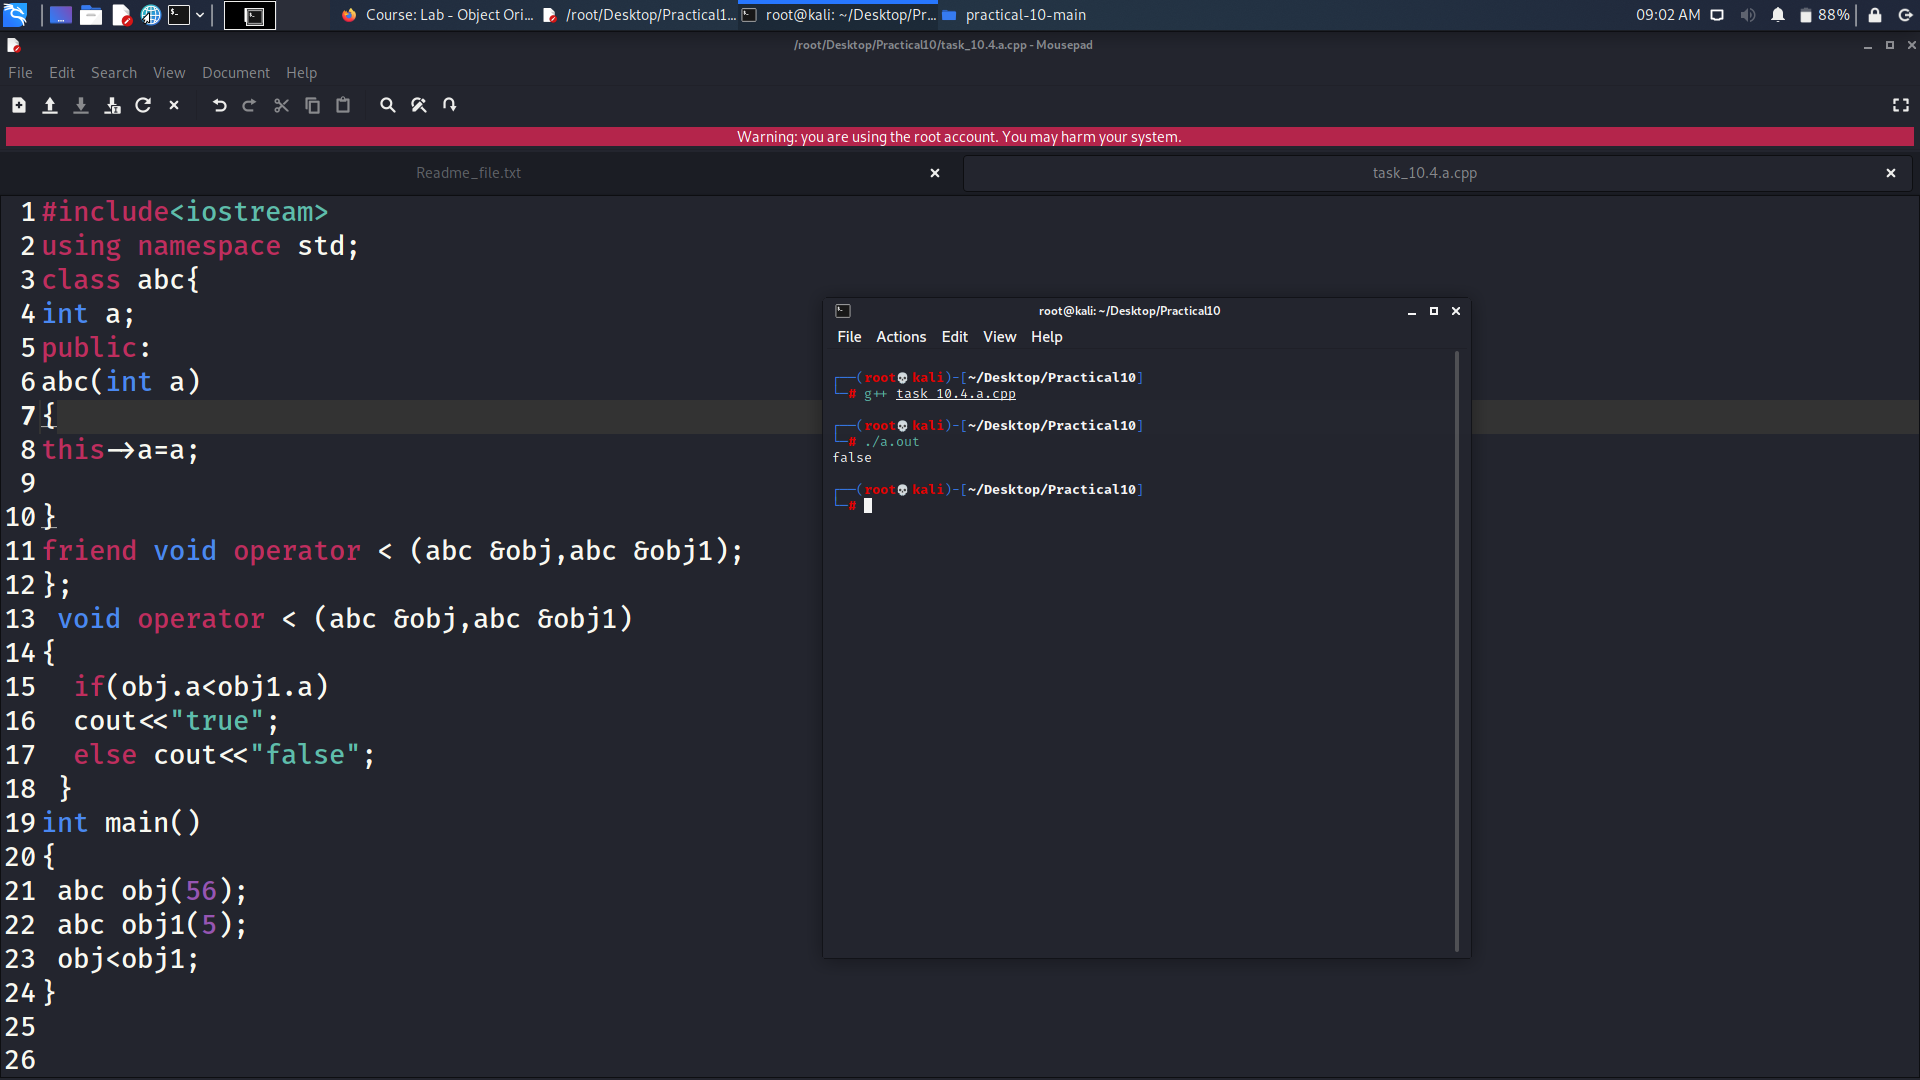 Course: Lab - Object Ori...
/root/Desktop/Practical1...
root@kali: ~/Desktop/Pr...
practical-10-main
09:02 AM
88%
/root/Desktop/Practical10/task_10.4.a.cpp - Mousepad
File Edit Search View Document Help
Warning: you are using the root account. You may harm your system.
Readme_file.txt
task_10.4.a.cpp
1 #include<iostream>
2 using namespace std;
3 class abc{
4 int a;
5 public:
6 abc(int a)
7 {
8 this->a=a;
9
10 }
11 friend void operator < (abc &obj,abc &obj1);
12 };
13  void operator < (abc &obj,abc &obj1)
14 {
15   if(obj.a<obj1.a)
16   cout<<"true";
17   else cout<<"false";
18  }
19 int main()
20 {
21  abc obj(56);
22  abc obj1(5);
23  obj<obj1;
24 }
25
26
root@kali: ~/Desktop/Practical10
File Actions Edit View Help
┌──(root💀kali)-[~/Desktop/Practical10]
└─# g++ task_10.4.a.cpp
┌──(root💀kali)-[~/Desktop/Practical10]
└─# ./a.out
false
┌──(root💀kali)-[~/Desktop/Practical10]
└─#